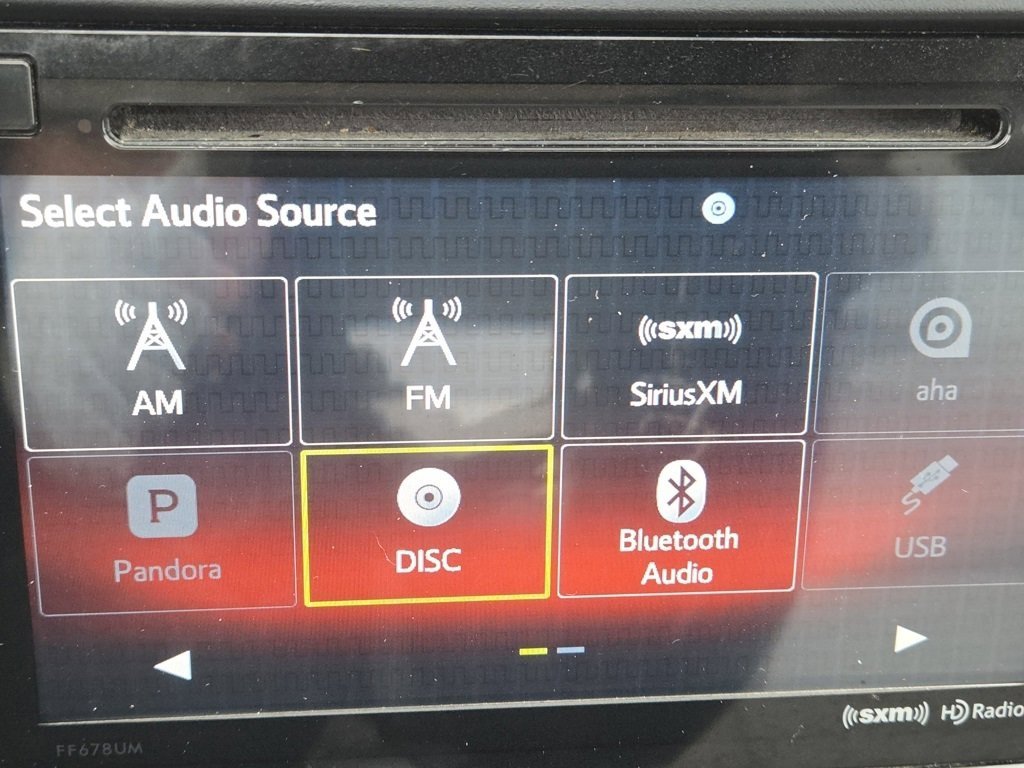 Select Audio Source
AM
FM
sxm
SiriusXM
aha
P
Pandora
DISC
Bluetooth
Audio
USB
sxm HD Radio
FF678UM